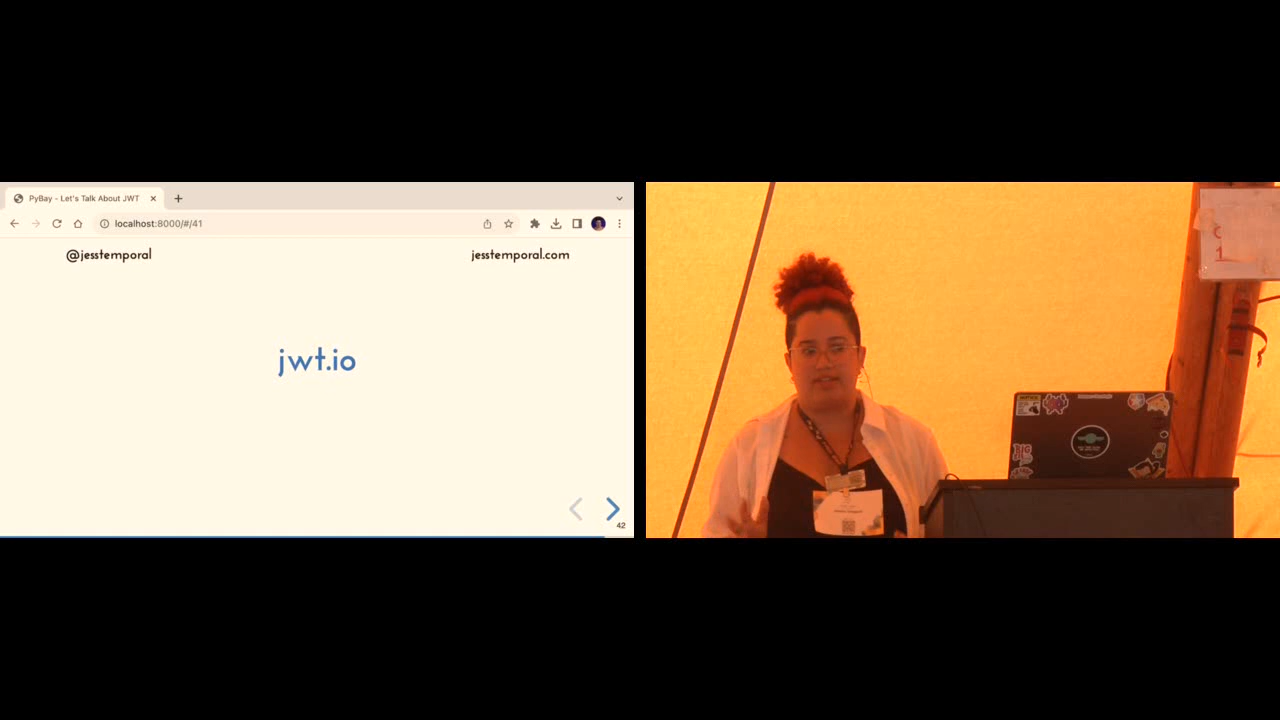 PyBay - Let's Talk About JWT
localhost:8000/#/41
@jesstemporal
jesstemporal.com
jwt.io
42